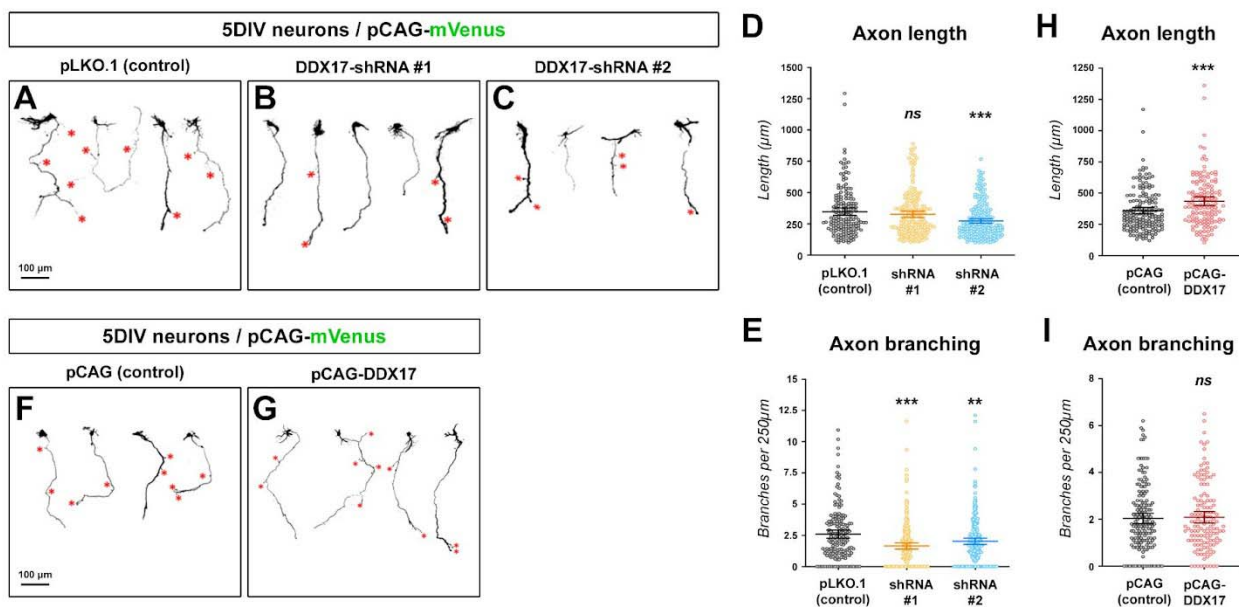 5DIV neurons / pCAG-mVenus
pLKO.1 (control)
DDX17-shRNA #1
DDX17-shRNA #2
A
*
*
*
*
*
*
*
*
*
100 µm
B
*
*
*
*
C
*
*
*
*
*
5DIV neurons / pCAG-mVenus
pCAG (control)
pCAG-DDX17
F
*
*
*
*
*
*
*
100 µm
G
*
*
*
*
*
*
*
*
*
*
D
Axon length
Length (µm)
1500
1250
1000
750
500
250
0
ns
***
pLKO.1
(control)
shRNA
#1
shRNA
#2
H
Axon length
Length (µm)
1250
1000
750
500
250
0
***
pCAG
(control)
pCAG-
DDX17
E
Axon branching
Branches per 250µm
15
12.5
10
7.5
5
2.5
0
***
**
pLKO.1
(control)
shRNA
#1
shRNA
#2
I
Axon branching
Branches per 250µm
8
6
4
2
0
ns
pCAG
(control)
pCAG-
DDX17